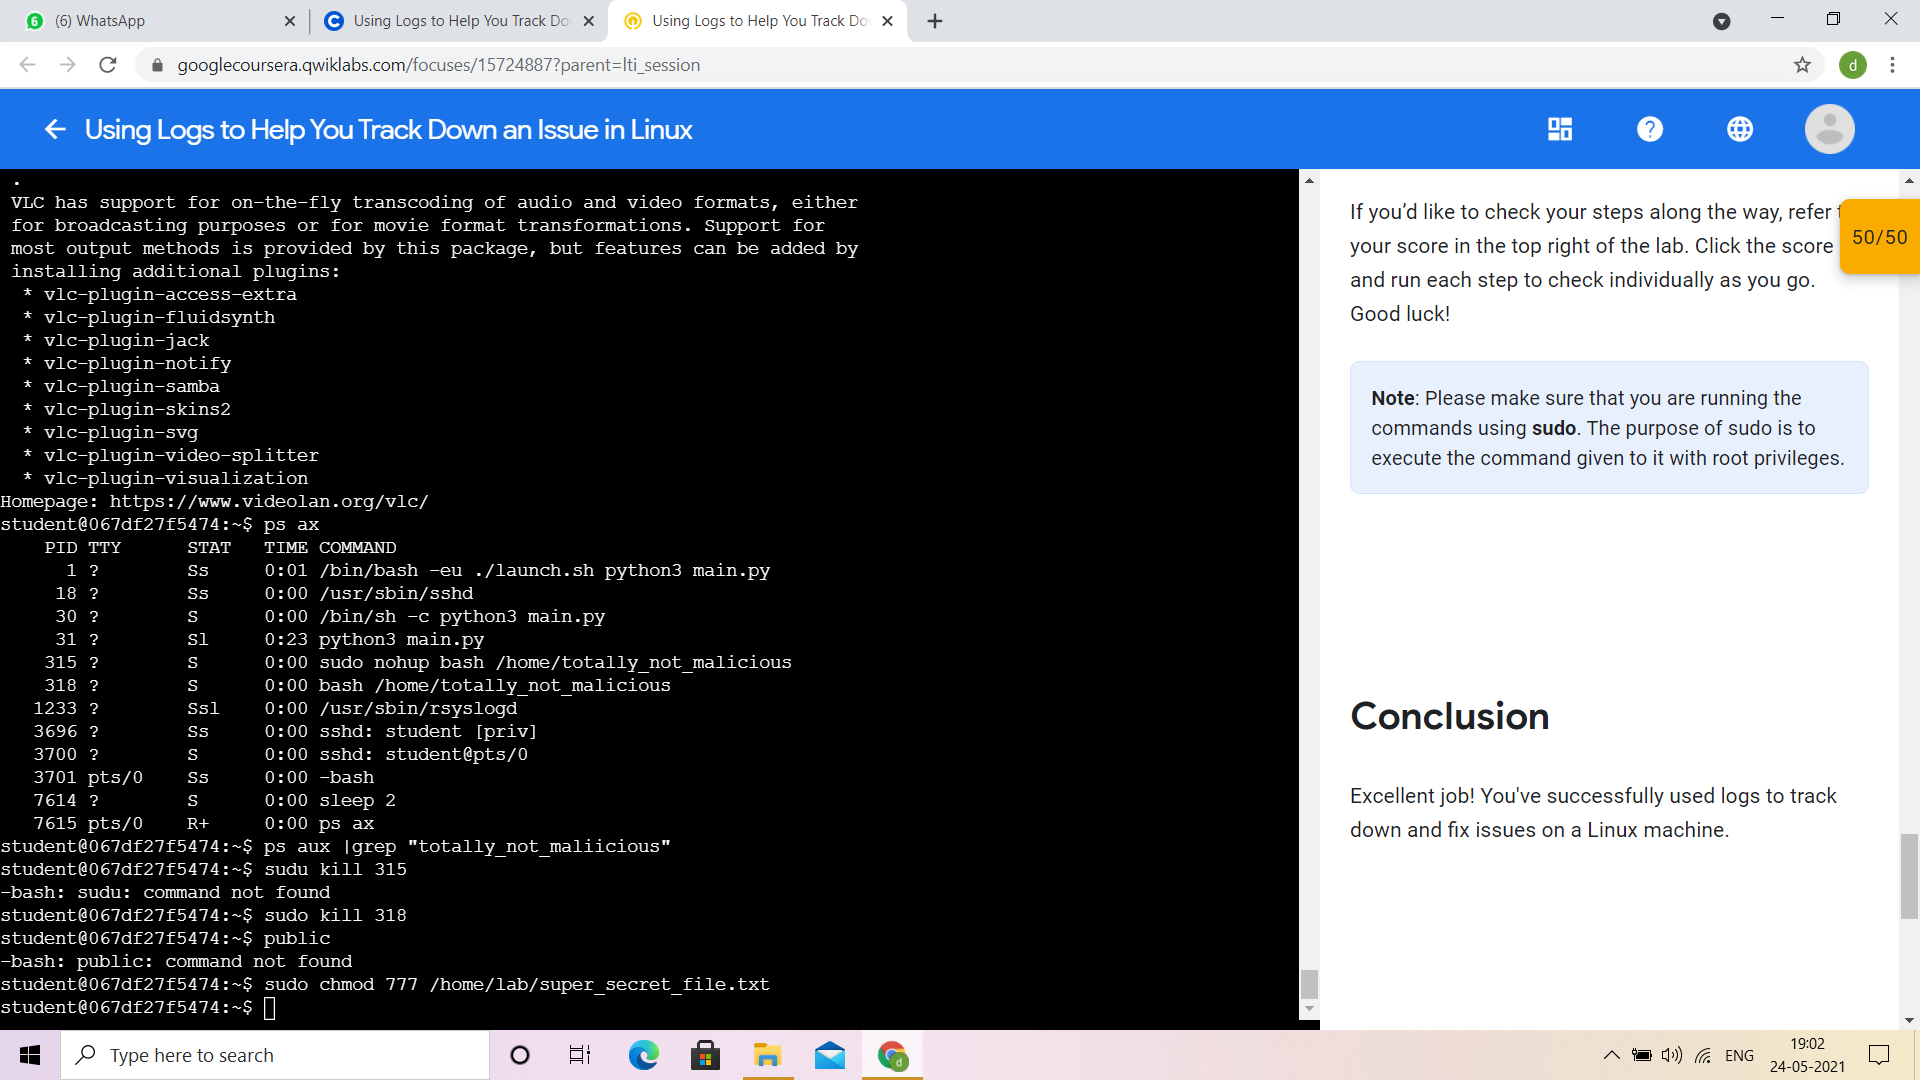 (6) WhatsApp
Using Logs to Help You Track Do
Using Logs to Help You Track Do
googlecoursera.qwiklabs.com/focuses/15724887?parent=lti_session
d
Using Logs to Help You Track Down an Issue in Linux
.
VLC has support for on-the-fly transcoding of audio and video formats, either
for broadcasting purposes or for movie format transformations. Support for
most output methods is provided by this package, but features can be added by
installing additional plugins:
* vlc-plugin-access-extra
* vlc-plugin-fluidsynth
* vlc-plugin-jack
* vlc-plugin-notify
* vlc-plugin-samba
* vlc-plugin-skins2
* vlc-plugin-svg
* vlc-plugin-video-splitter
* vlc-plugin-visualization
Homepage: https://www.videolan.org/vlc/
student@067df27f5474:~$ ps ax
PID TTY STAT TIME COMMAND
1 ? Ss 0:01 /bin/bash -eu ./launch.sh python3 main.py
18 ? Ss 0:00 /usr/sbin/sshd
30 ? S 0:00 /bin/sh -c python3 main.py
31 ? Sl 0:23 python3 main.py
315 ? S 0:00 sudo nohup bash /home/totally_not_malicious
318 ? S 0:00 bash /home/totally_not_malicious
1233 ? Ssl 0:00 /usr/sbin/rsyslogd
3696 ? Ss 0:00 sshd: student [priv]
3700 ? S 0:00 sshd: student@pts/0
3701 pts/0 Ss 0:00 -bash
7614 ? S 0:00 sleep 2
7615 pts/0 R+ 0:00 ps ax
student@067df27f5474:~$ ps aux |grep "totally_not_maliicious"
student@067df27f5474:~$ sudu kill 315
-bash: sudu: command not found
student@067df27f5474:~$ sudo kill 318
student@067df27f5474:~$ public
-bash: public: command not found
student@067df27f5474:~$ sudo chmod 777 /home/lab/super_secret_file.txt
student@067df27f5474:~$
If you’d like to check your steps along the way, refer
your score in the top right of the lab. Click the score
and run each step to check individually as you go.
Good luck!
50/50
Note: Please make sure that you are running the
commands using sudo. The purpose of sudo is to
execute the command given to it with root privileges.
Conclusion
Excellent job! You've successfully used logs to track
down and fix issues on a Linux machine.
Type here to search
ENG
19:02
24-05-2021